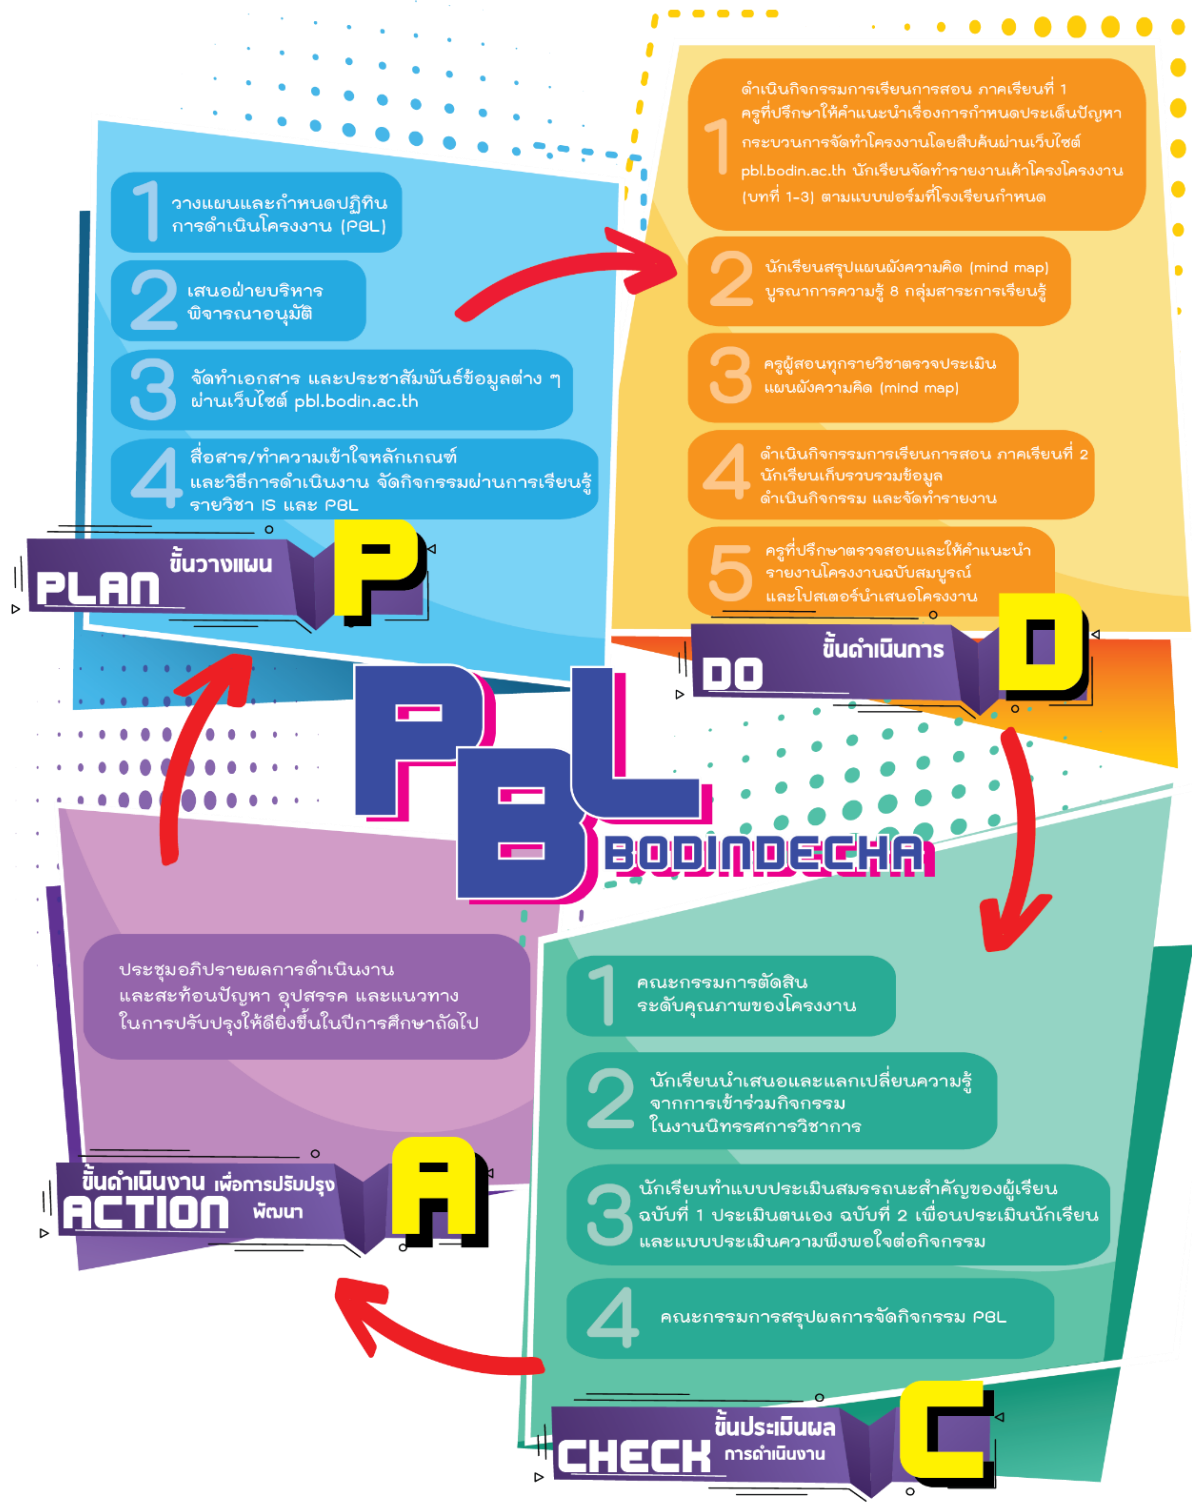 1
วางแผนและกำหนดปฏิทิน
การดำเนินโครงงาน (PBL)
2
เสนอฝ่ายบริหาร
พิจารณาอนุมัติ
3
จัดทำเอกสาร และประชาสัมพันธ์ข้อมูลต่าง ๆ
ผ่านเว็บไซต์ pbl.bodin.ac.th
4
สื่อสาร/ทำความเข้าใจหลักเกณฑ์
และวิธีการดำเนินงาน จัดกิจกรรมผ่านการเรียนรู้
รายวิชา IS และ PBL
ขั้นวางแผน
PLAN
P
1
ดำเนินกิจกรรมการเรียนการสอน ภาคเรียนที่ 1
ครูที่ปรึกษาให้คำแนะนำเรื่องการกำหนดประเด็นปัญหา
กระบวนการจัดทำโครงงานโดยสืบค้นผ่านเว็บไซต์
pbl.bodin.ac.th นักเรียนจัดทำรายงานเค้าโครงโครงงาน
(บทที่ 1-3) ตามแบบฟอร์มที่โรงเรียนกำหนด
2
นักเรียนสรุปแผนผังความคิด (mind map)
บูรณาการความรู้ 8 กลุ่มสาระการเรียนรู้
3
ครูผู้สอนทุกรายวิชาตรวจประเมิน
แผนผังความคิด (mind map)
4
ดำเนินกิจกรรมการเรียนการสอน ภาคเรียนที่ 2
นักเรียนเก็บรวบรวมข้อมูล
ดำเนินกิจกรรม และจัดทำรายงาน
5
ครูที่ปรึกษาตรวจสอบและให้คำแนะนำ
รายงานโครงงานฉบับสมบูรณ์
และโปสเตอร์นำเสนอโครงงาน
ขั้นดำเนินการ
DO
D
PBL
BODINDECHA
1
คณะกรรมการตัดสิน
ระดับคุณภาพของโครงงาน
2
นักเรียนนำเสนอและแลกเปลี่ยนความรู้
จากการเข้าร่วมกิจกรรม
ในงานนิทรรศการวิชาการ
3
นักเรียนทำแบบประเมินสมรรถนะสำคัญของผู้เรียน
ฉบับที่ 1 ประเมินตนเอง ฉบับที่ 2 เพื่อนประเมินนักเรียน
และแบบประเมินความพึงพอใจต่อกิจกรรม
4
คณะกรรมการสรุปผลการจัดกิจกรรม PBL
ขั้นประเมินผล
การดำเนินงาน
CHECK
C
ประชุมอภิปรายผลการดำเนินงาน
และสะท้อนปัญหา อุปสรรค และแนวทาง
ในการปรับปรุงให้ดียิ่งขึ้นในปีการศึกษาถัดไป
ขั้นดำเนินงาน เพื่อการปรับปรุง
พัฒนา
ACTION
A